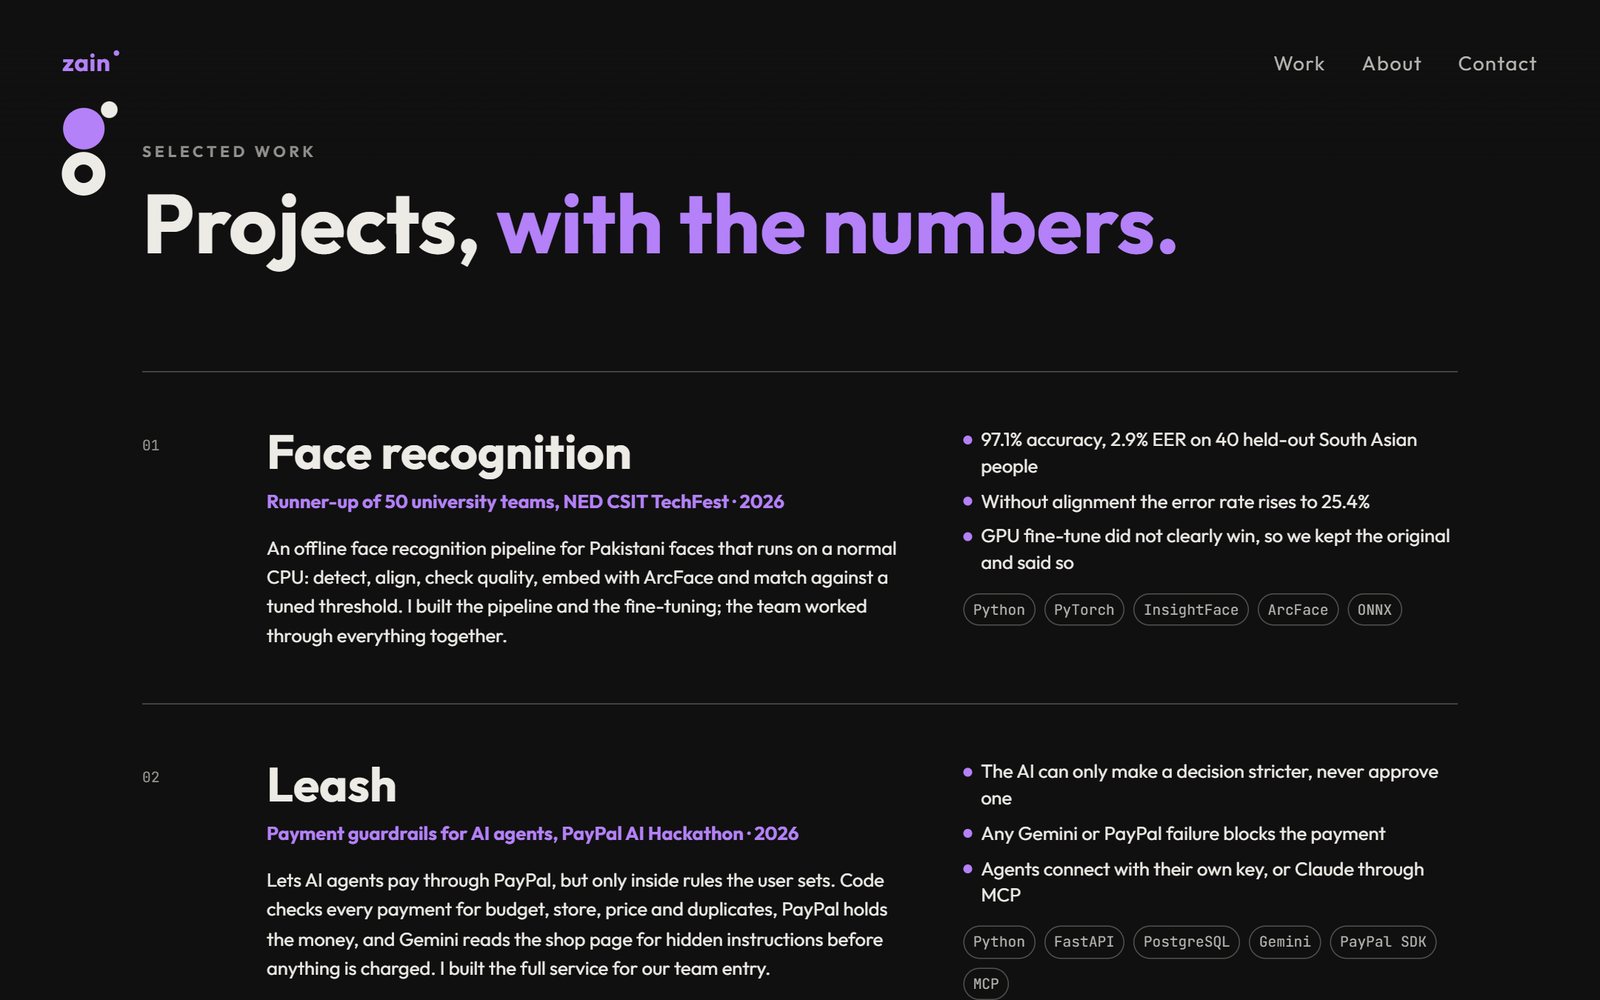 zain
Work About Contact
SELECTED WORK
Projects, with the numbers.
01
Face recognition
Runner-up of 50 university teams, NED CSIT TechFest · 2026
An offline face recognition pipeline for Pakistani faces that runs on a normal
CPU: detect, align, check quality, embed with ArcFace and match against a
tuned threshold. I built the pipeline and the fine-tuning; the team worked
through everything together.
97.1% accuracy, 2.9% EER on 40 held-out South Asian
people
Without alignment the error rate rises to 25.4%
GPU fine-tune did not clearly win, so we kept the original
and said so
Python PyTorch InsightFace ArcFace ONNX
02
Leash
Payment guardrails for AI agents, PayPal AI Hackathon · 2026
Lets AI agents pay through PayPal, but only inside rules the user sets. Code
checks every payment for budget, store, price and duplicates, PayPal holds
the money, and Gemini reads the shop page for hidden instructions before
anything is charged. I built the full service for our team entry.
The AI can only make a decision stricter, never approve
one
Any Gemini or PayPal failure blocks the payment
Agents connect with their own key, or Claude through
MCP
Python FastAPI PostgreSQL Gemini PayPal SDK
MCP